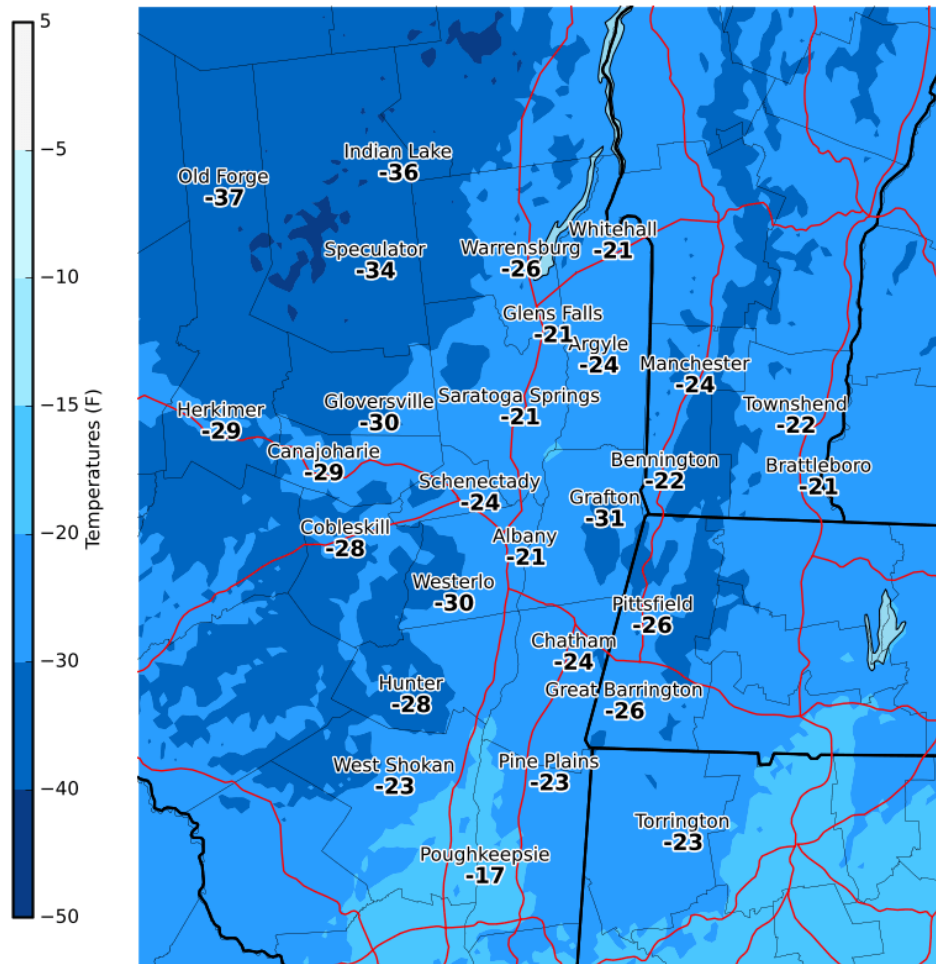 5
−5
−10
−15
−20
−30
−40
−50
Temperatures (F)
Indian Lake
-36
Old Forge
-37
Whitehall
-21
Speculator
-34
Warrensburg
-26
Glens Falls
-21
Argyle
-24
Manchester
-24
Gloversville
-30
Saratoga Springs
-21
Herkimer
-29
Townshend
-22
Canajoharie
-29
Bennington
-22
Brattleboro
-21
Schenectady
-24
Grafton
-31
Cobleskill
-28
Albany
-21
Westerlo
-30
Pittsfield
-26
Chatham
-24
Hunter
-28
Great Barrington
-26
West Shokan
-23
Pine Plains
-23
Torrington
-23
Poughkeepsie
-17